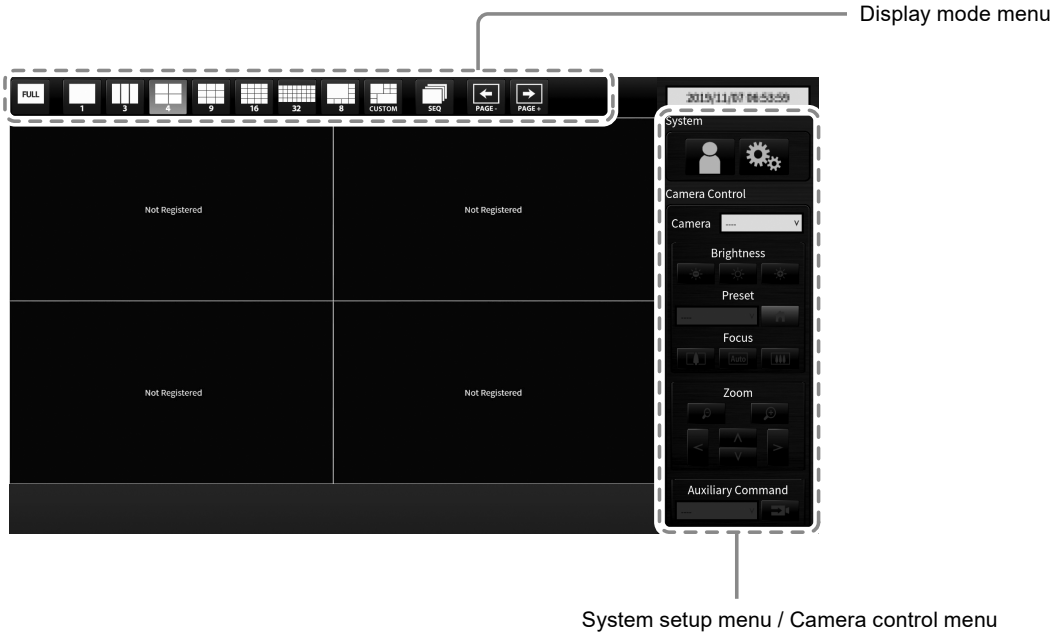 Display mode menu
FULL 1 3 4 9 16 32 8 CUSTOM SEQ PAGE - PAGE +
2019/11/07 06:53:59
System
Not Registered Not Registered
Camera Control
Camera ---- v
Brightness
Preset
----
Focus
Auto
Not Registered Not Registered
Zoom
< ^ v >
Auxiliary Command
----
System setup menu / Camera control menu